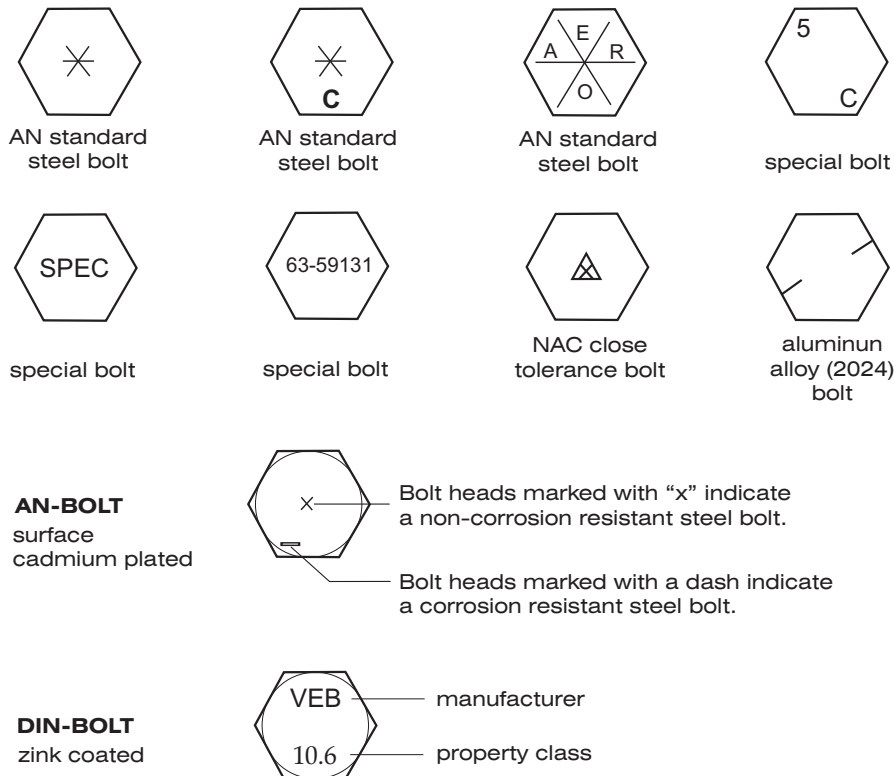 C
A E R
O
5
C
AN standard
steel bolt
AN standard
steel bolt
AN standard
steel bolt
special bolt
SPEC
63-59131
special bolt
special bolt
NAC close
tolerance bolt
aluminun
alloy (2024)
bolt
AN-BOLT
surface
cadmium plated
x
Bolt heads marked with “x” indicate
a non-corrosion resistant steel bolt.
Bolt heads marked with a dash indicate
a corrosion resistant steel bolt.
DIN-BOLT
zink coated
VEB
manufacturer
10.6
property class